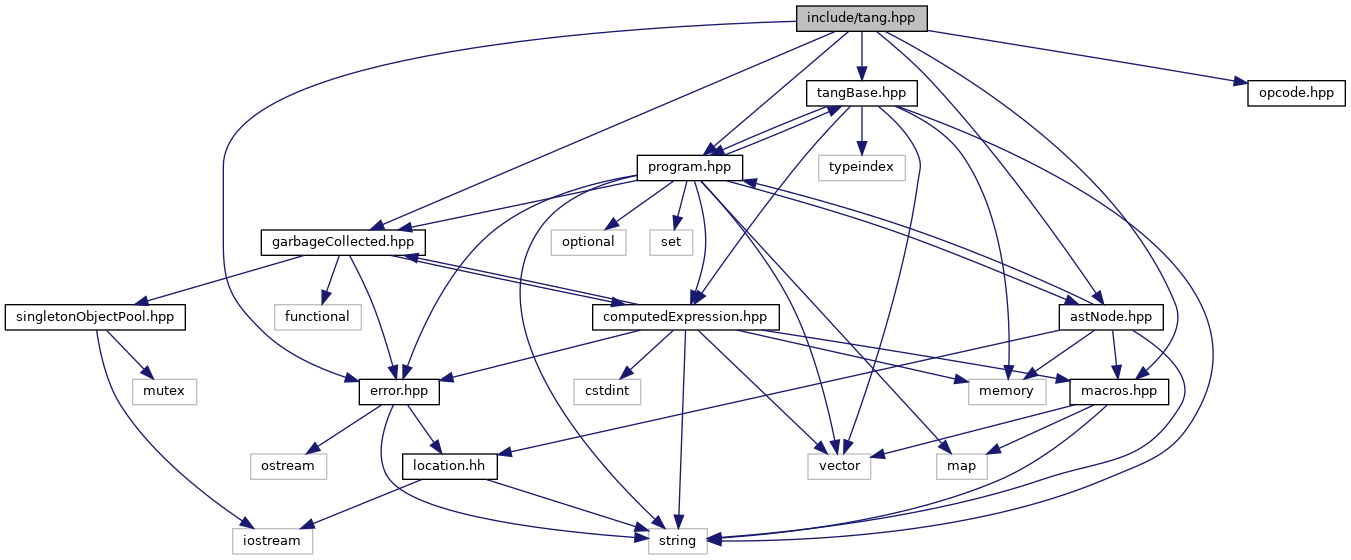 include/tang.hpp
tangBase.hpp
opcode.hpp
program.hpp
typeindex
garbageCollected.hpp
optional
set
singletonObjectPool.hpp
functional
computedExpression.hpp
astNode.hpp
mutex
error.hpp
cstdint
memory
macros.hpp
ostream
location.hh
vector
map
iostream
string